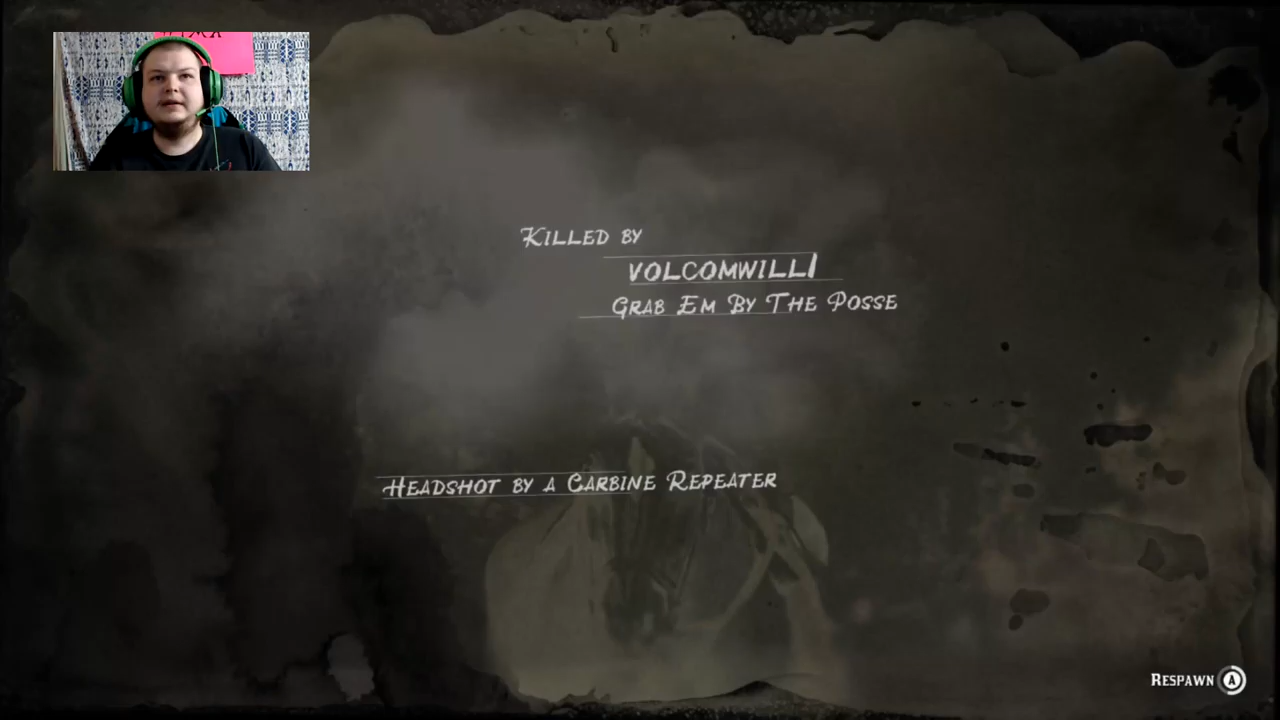 Killed by
VOLCOMWILLI
Grab Em By The Posse
Headshot by a Carbine Repeater
Respawn A